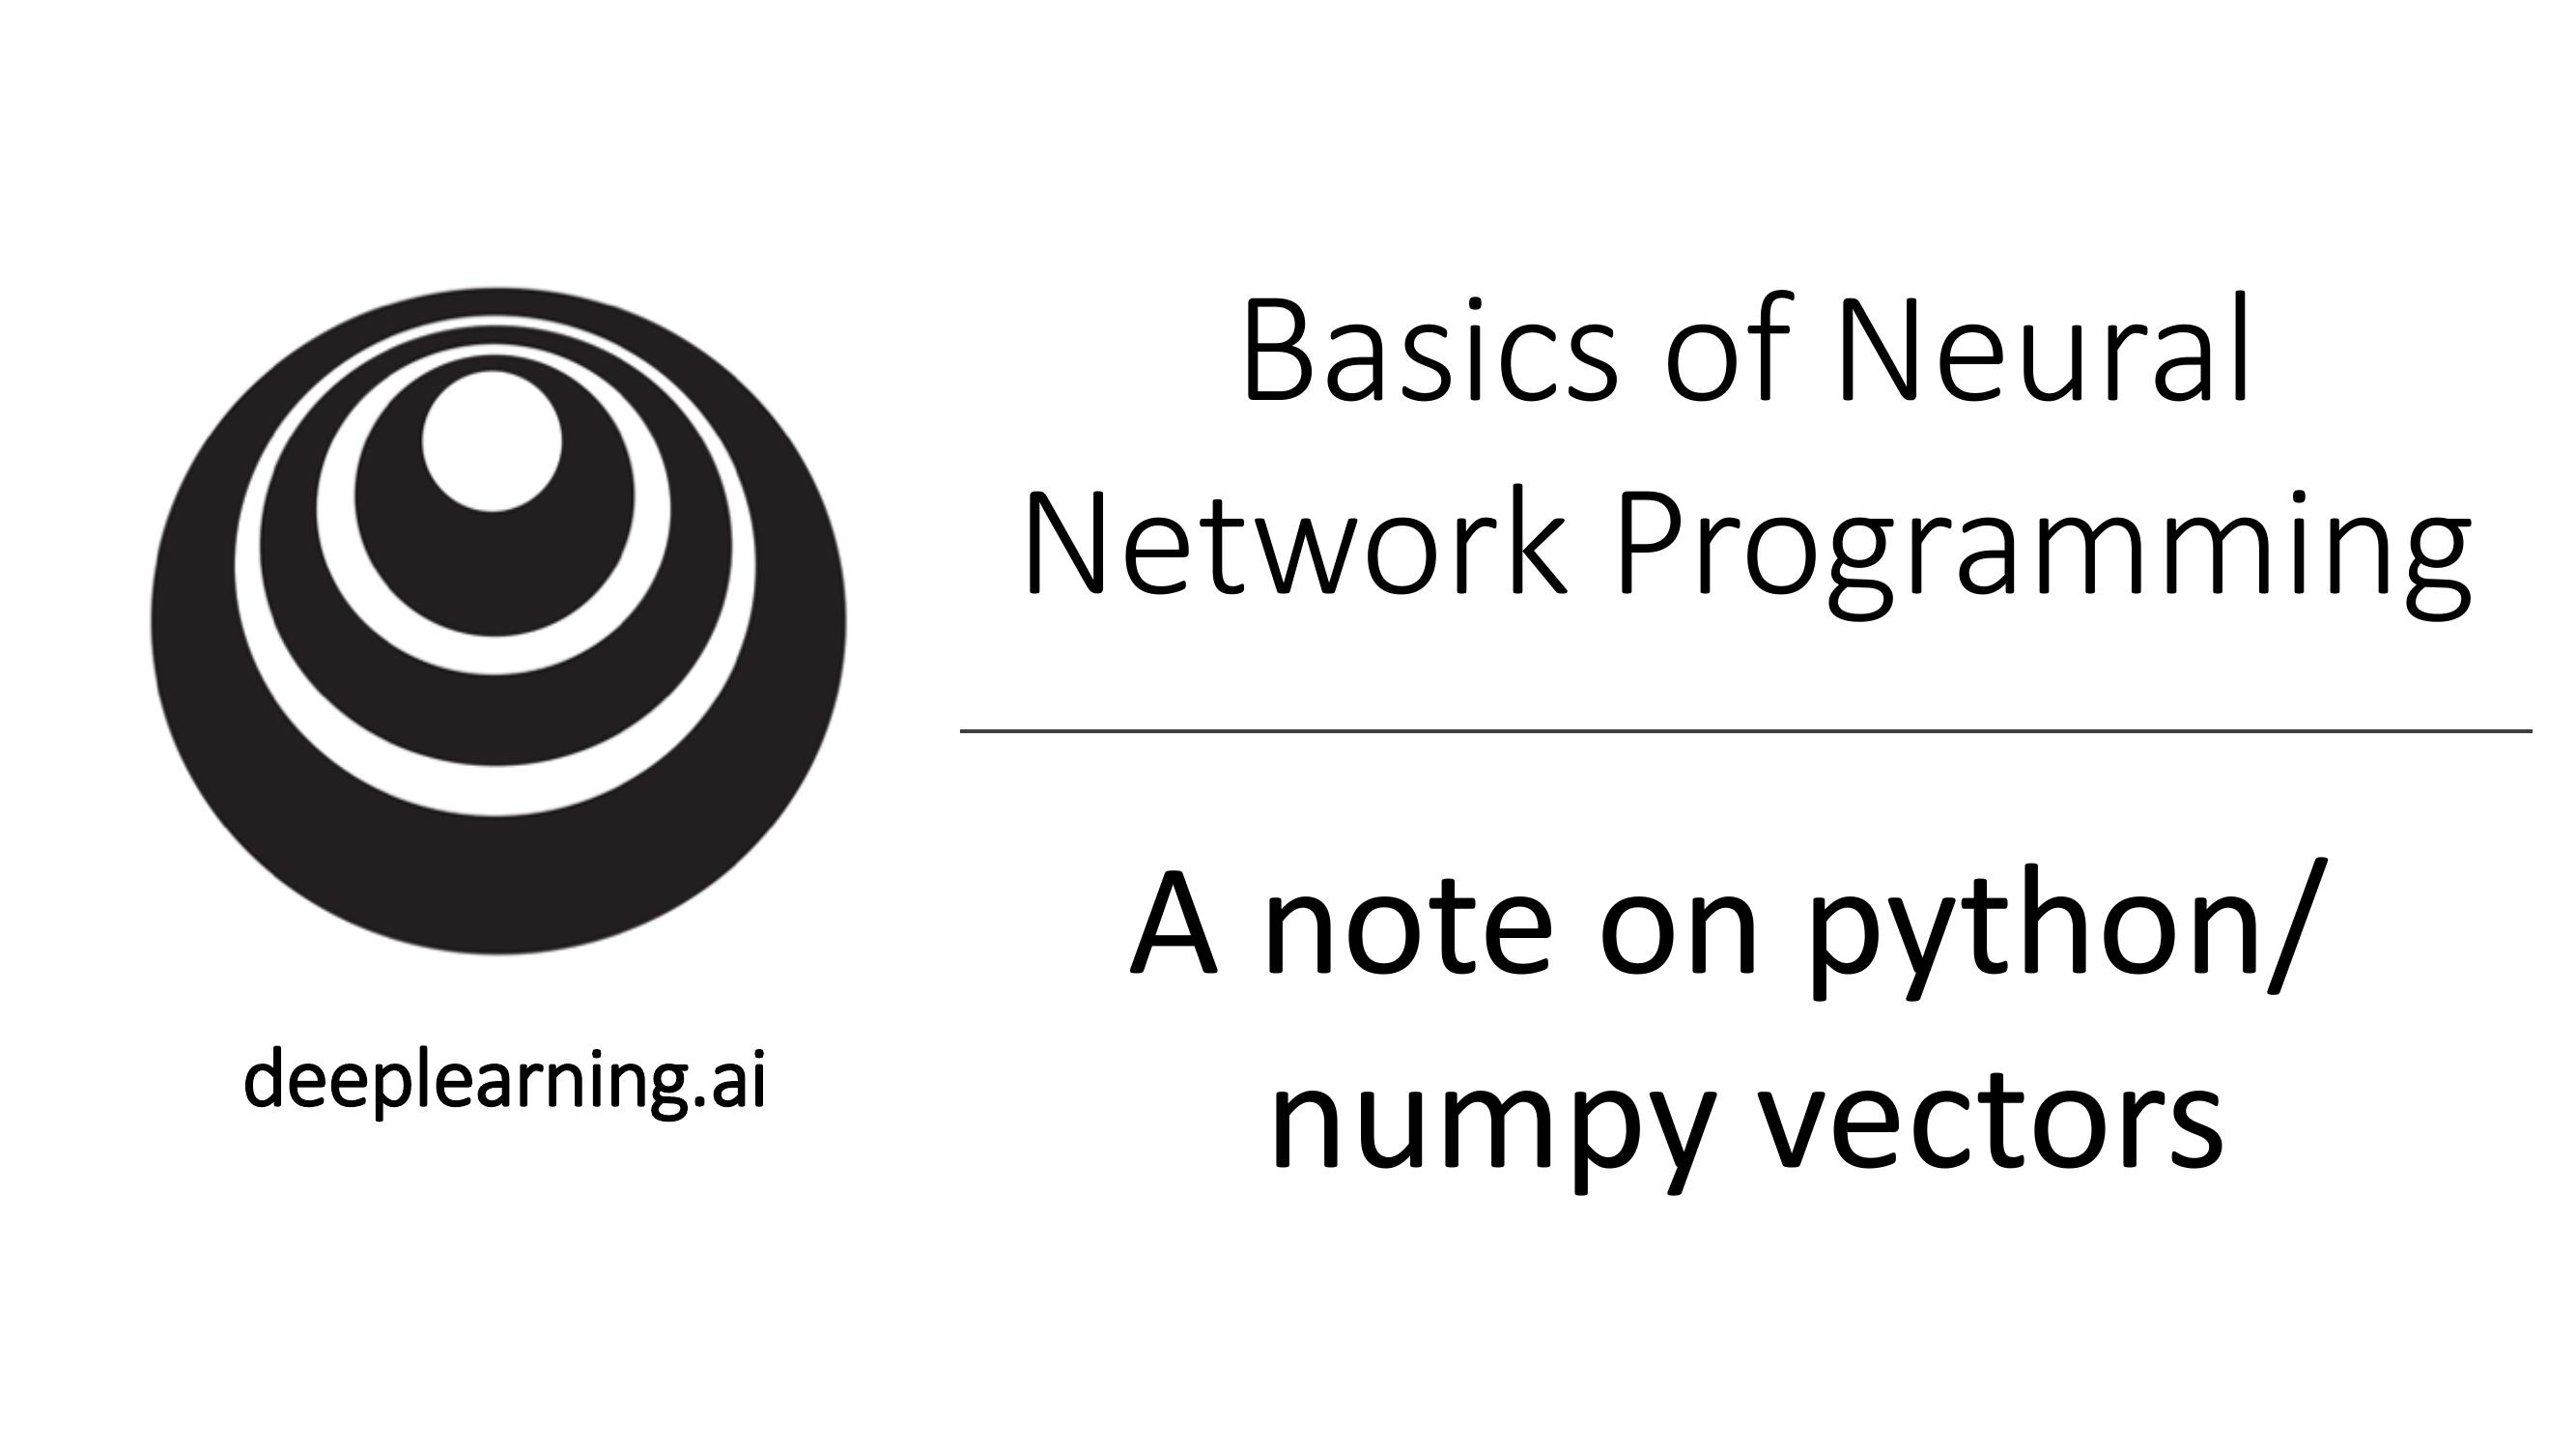 Basics of Neural
Network Programming
A note on python/
numpy vectors
deeplearning.ai